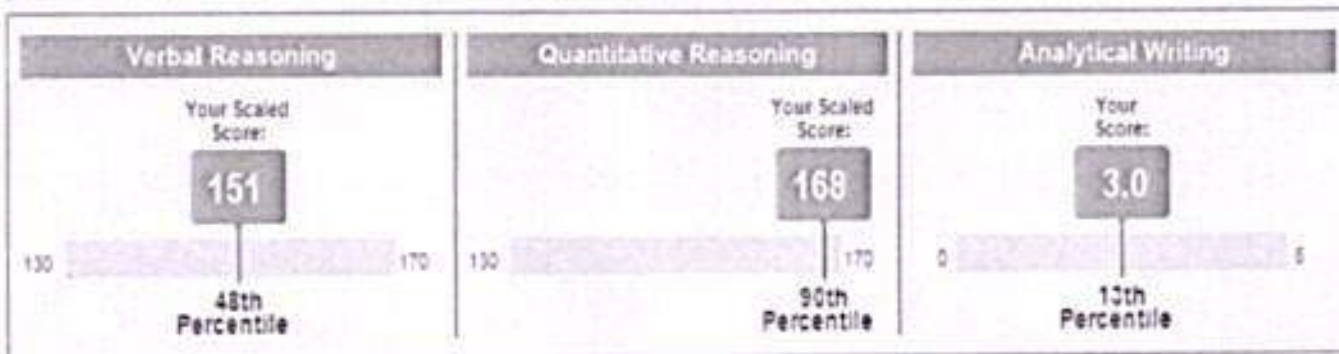 Verbal Reasoning
Your Scaled
Score:
151
130
170
48th
Percentile
Quantitative Reasoning
Your Scaled
Score:
168
130
170
90th
Percentile
Analytical Writing
Your
Score:
3.0
0
6
13th
Percentile